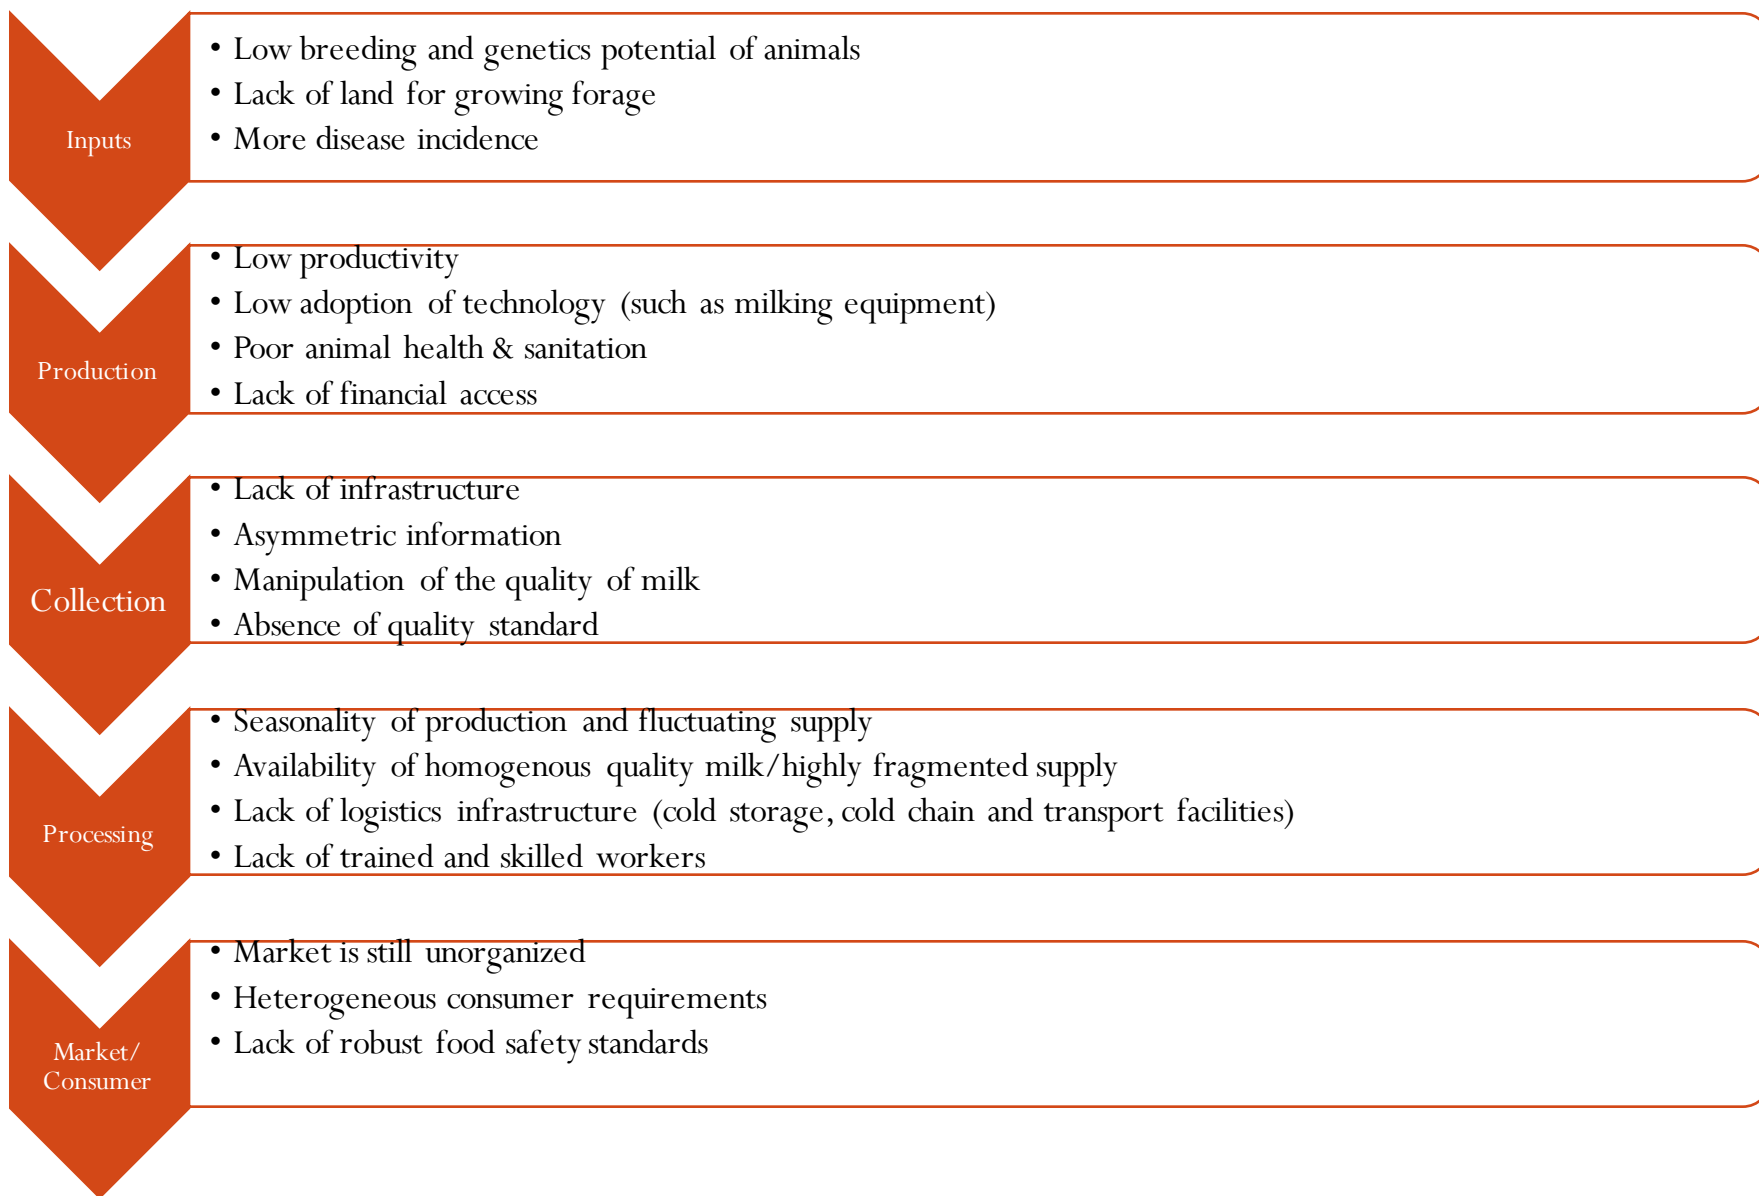 Inputs
• Low breeding and genetics potential of animals
• Lack of land for growing forage
• More disease incidence
Production
• Low productivity
• Low adoption of technology (such as milking equipment)
• Poor animal health & sanitation
• Lack of financial access
Collection
• Lack of infrastructure
• Asymmetric information
• Manipulation of the quality of milk
• Absence of quality standard
Processing
• Seasonality of production and fluctuating supply
• Availability of homogenous quality milk/highly fragmented supply
• Lack of logistics infrastructure (cold storage, cold chain and transport facilities)
• Lack of trained and skilled workers
Market/
Consumer
• Market is still unorganized
• Heterogeneous consumer requirements
• Lack of robust food safety standards